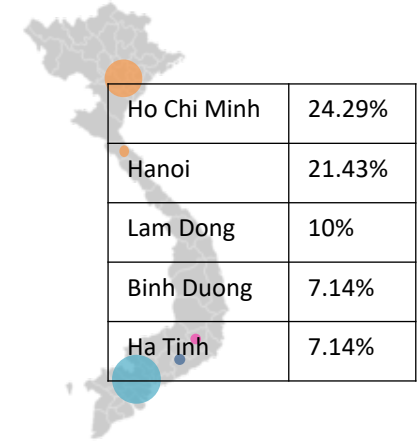 Ho Chi Minh 24.29%
Hanoi 21.43%
Lam Dong 10%
Binh Duong 7.14%
Ha Tinh 7.14%